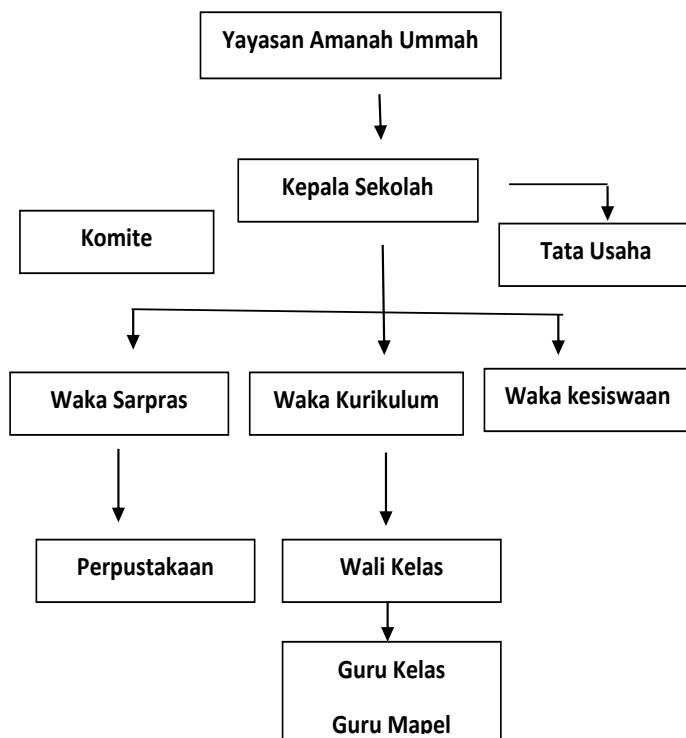 Yayasan Amanah Ummah
Kepala Sekolah
Komite
Tata Usaha
Waka Sarpras
Waka Kurikulum
Waka kesiswaan
Perpustakaan
Wali Kelas
Guru Kelas
Guru Mapel